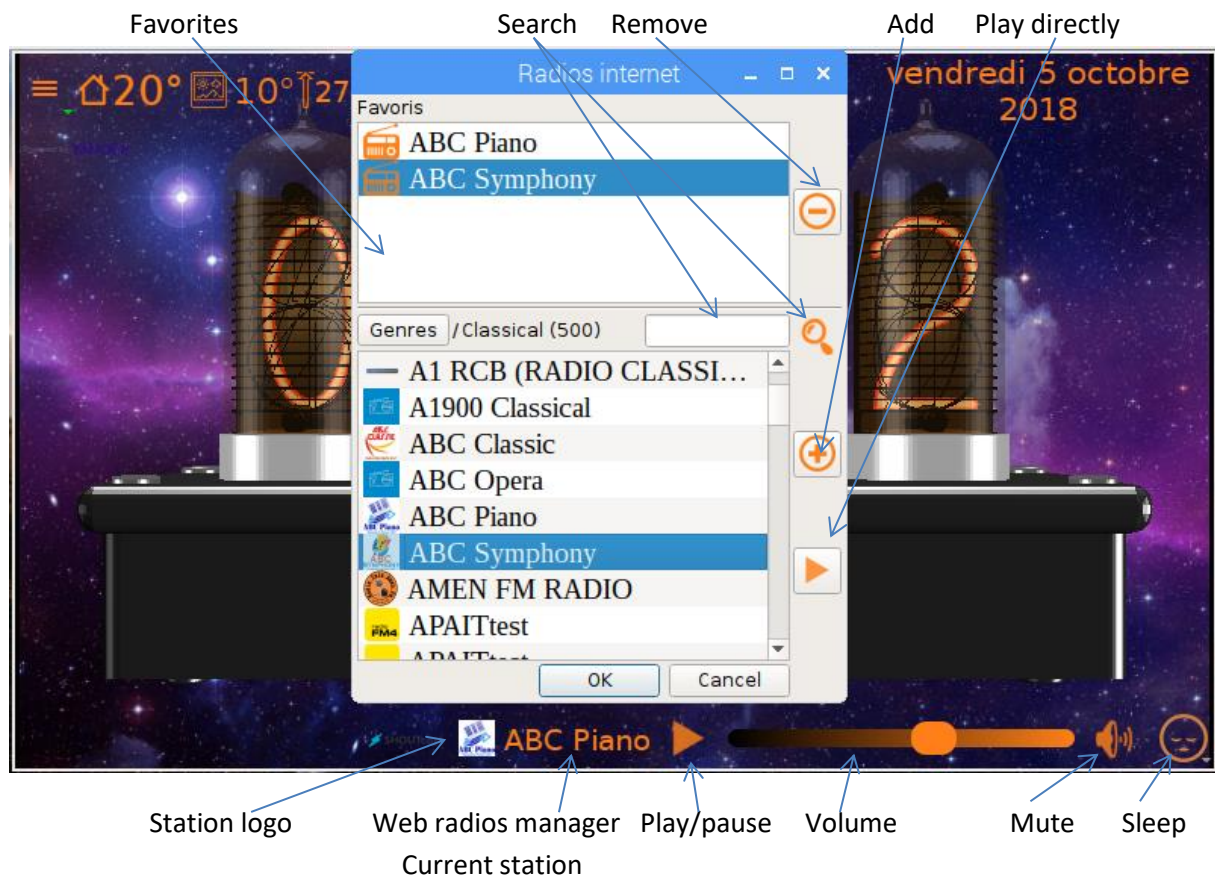 Favorites Search Remove Add Play directly
Radios internet
20° 10° 27
vendredi 5 octobre
2018
Favoris
ABC Piano
ABC Symphony
Genres /Classical (500)
A1 RCB (RADIO CLASSI...
A1900 Classical
ABC Classic
ABC Opera
ABC Piano
ABC Symphony
AMEN FM RADIO
APAITtest
APAITtest
OK Cancel
ABC Piano
Station logo Web radios manager Play/pause Volume Mute Sleep
Current station